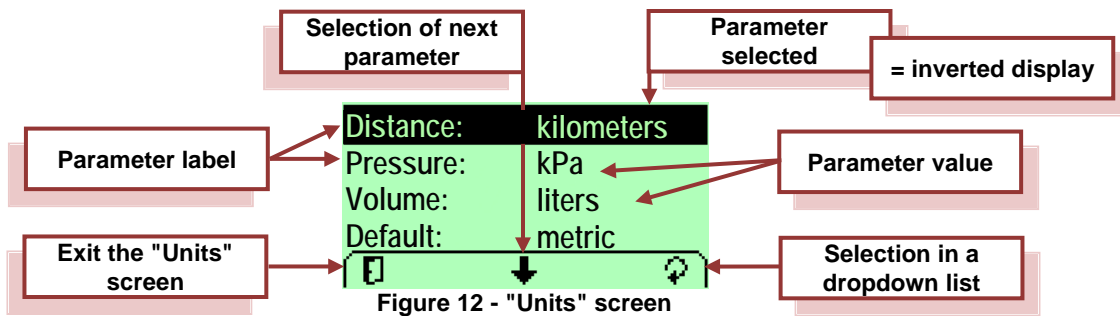 Selection of next
parameter
Parameter
selected
= inverted display
Distance: kilometers
Parameter label
Pressure: kPa
Parameter value
Volume: liters
Default: metric
Exit the "Units"
screen
Selection in a
dropdown list
Figure 12 - "Units" screen